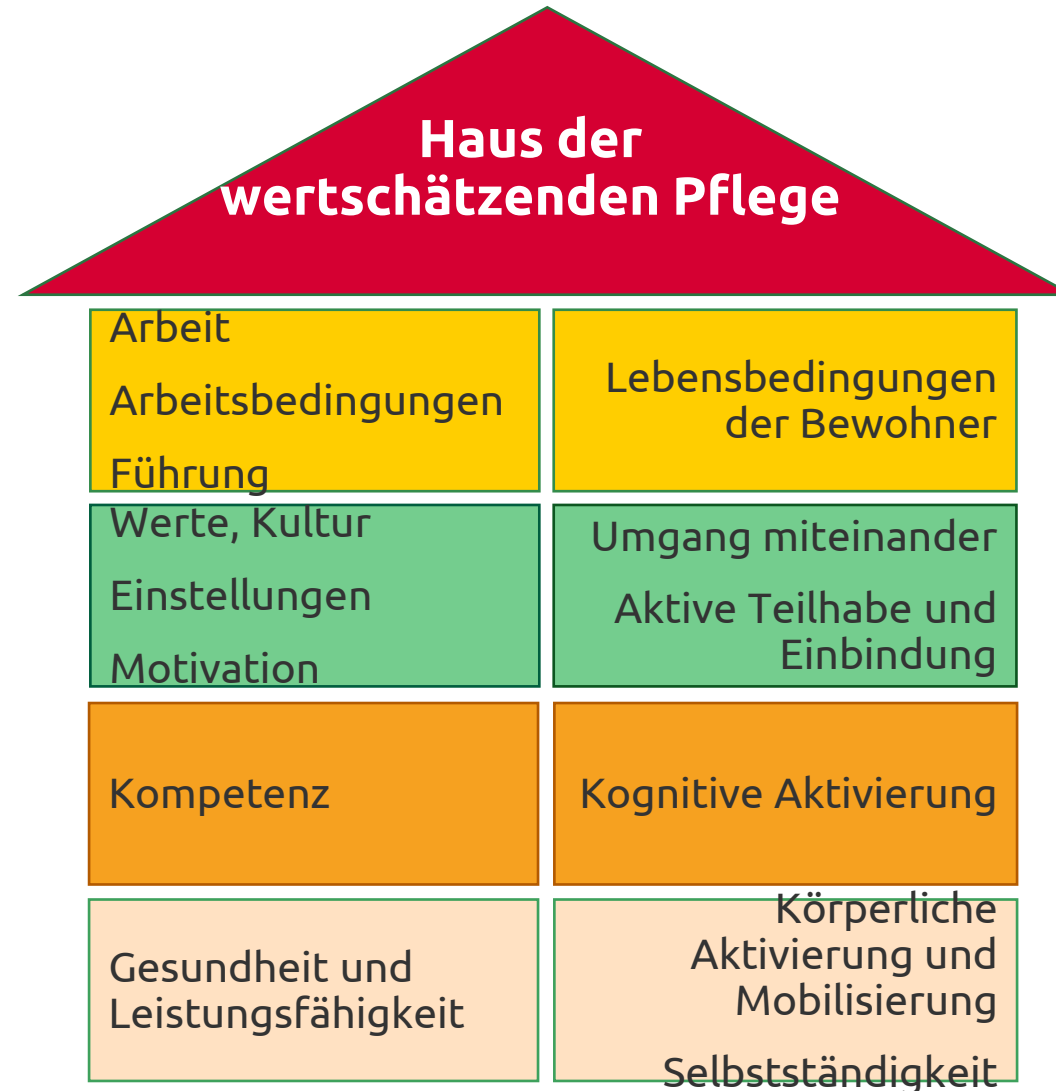 Haus der
wertschätzenden Pflege
Arbeit
Arbeitsbedingungen
Führung
Lebensbedingungen
der Bewohner
Werte, Kultur
Einstellungen
Motivation
Umgang miteinander
Aktive Teilhabe und
Einbindung
Kompetenz
Kognitive Aktivierung
Gesundheit und
Leistungsfähigkeit
Körperliche
Aktivierung und
Mobilisierung
Selbstständigkeit